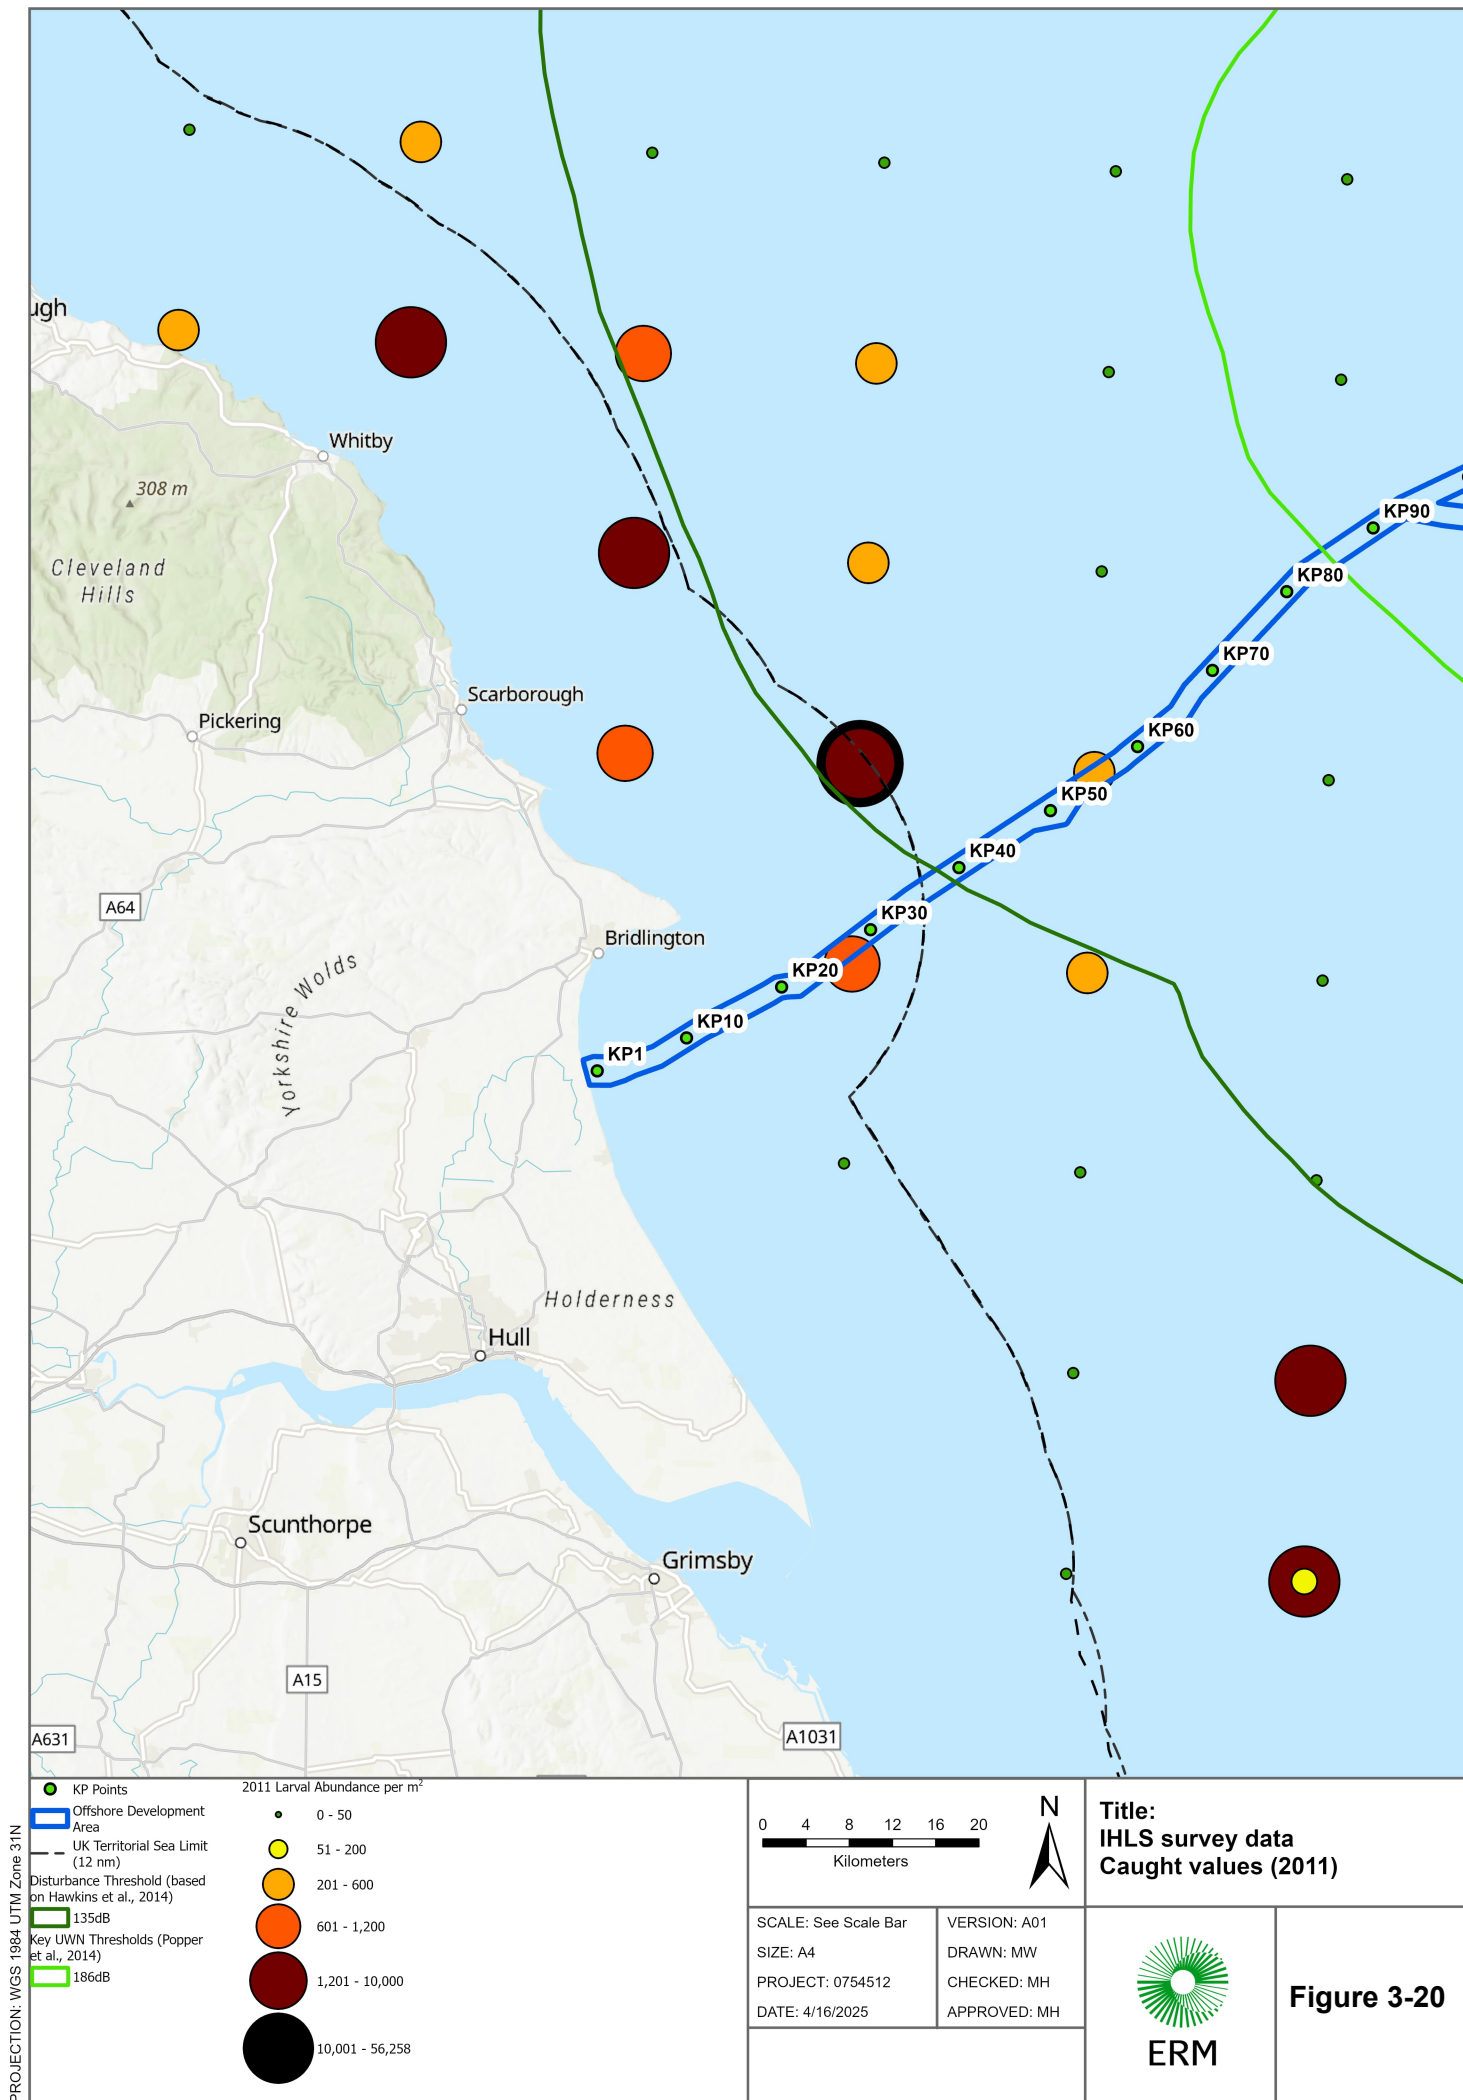 ugh
Whitby
308 m
Cleveland
Hills
KP90
KP80
KP70
Scarborough
Pickering
KP60
KP50
KP40
A64
KP30
Bridlington
Yorkshire Wolds
KP20
KP10
KP1
Holderness
Hull
Scunthorpe
Grimsby
A15
A631
A1031
PROJECTION: WGS 1984 UTM Zone 31N
KP Points
Offshore Development
Area
UK Territorial Sea Limit
(12 nm)
Disturbance Threshold (based
on Hawkins et al., 2014)
135dB
Key UWN Thresholds (Popper
et al., 2014)
186dB
2011 Larval Abundance per m²
0 - 50
51 - 200
201 - 600
601 - 1,200
1,201 - 10,000
10,001 - 56,258
0 4 8 12 16 20
Kilometers
N
Title:
IHLS survey data
Caught values (2011)
SCALE: See Scale Bar
VERSION: A01
SIZE: A4
DRAWN: MW
PROJECT: 0754512
CHECKED: MH
DATE: 4/16/2025
APPROVED: MH
ERM
Figure 3-20